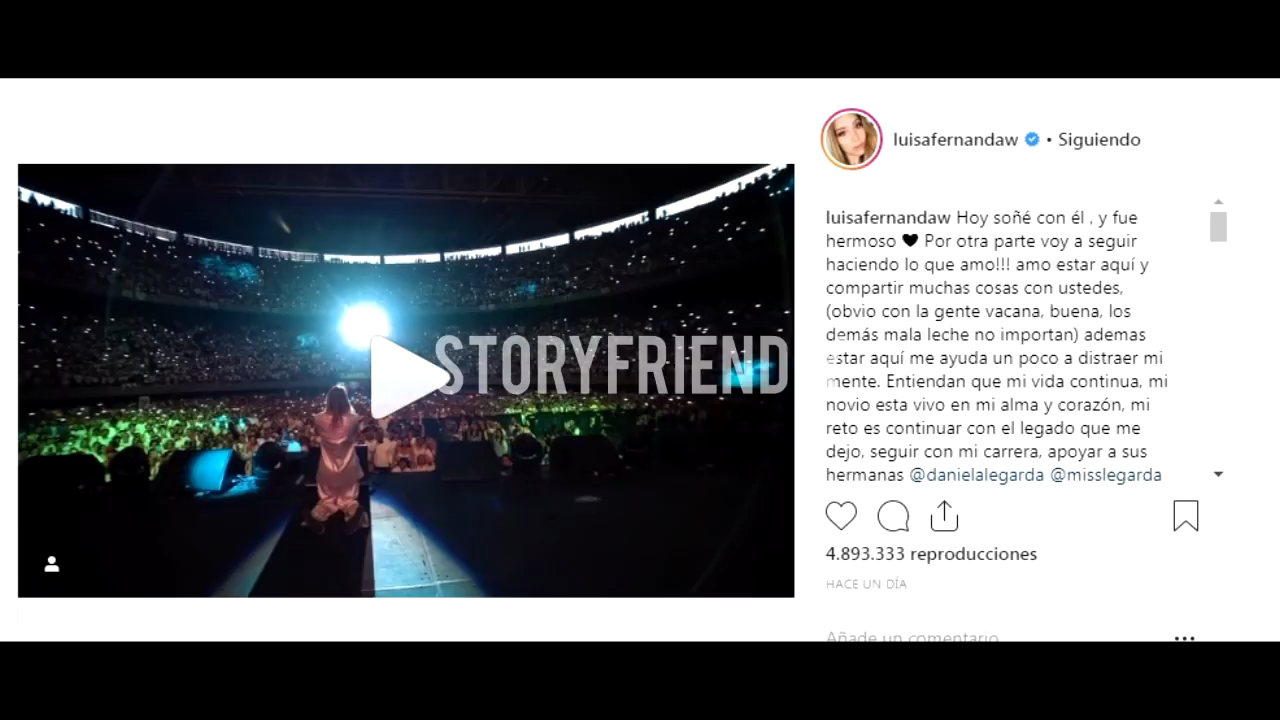 STORYFRIEND
luisafernandaw • Siguiendo
luisafernandaw Hoy soñé con él , y fue
hermoso 🖤 Por otra parte voy a seguir
haciendo lo que amo!!! amo estar aquí y
compartir muchas cosas con ustedes,
(obvio con la gente vacana, buena, los
demás mala leche no importan) ademas
estar aquí me ayuda un poco a distraer mi
mente. Entiendan que mi vida continua, mi
novio esta vivo en mi alma y corazón, mi
reto es continuar con el legado que me
dejo, seguir con mi carrera, apoyar a sus
hermanas @danielalegarda @misslegarda
4.893.333 reproducciones
HACE UN DÍA
Añade un comentario